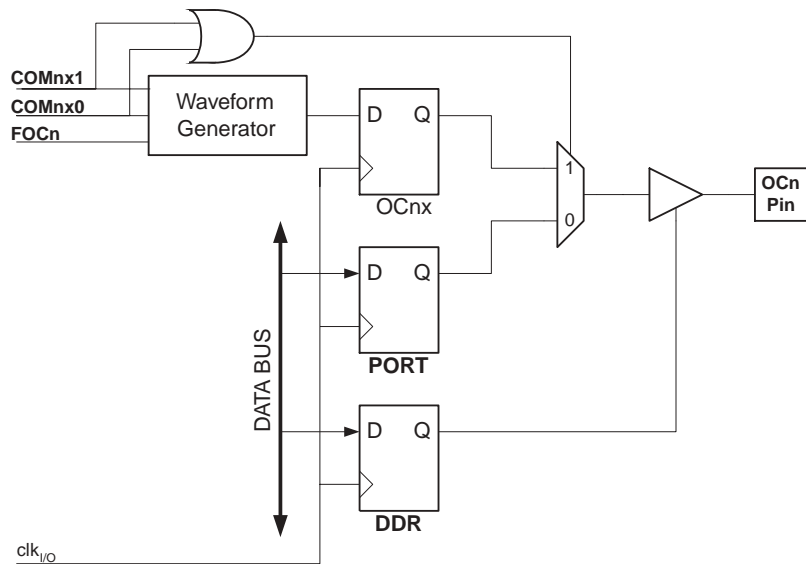 COMnx1
COMnx0
FOCn
Waveform
Generator
D Q
OCnx
1
0
OCn
Pin
D Q
PORT
DATA BUS
D Q
DDR
clkI/O